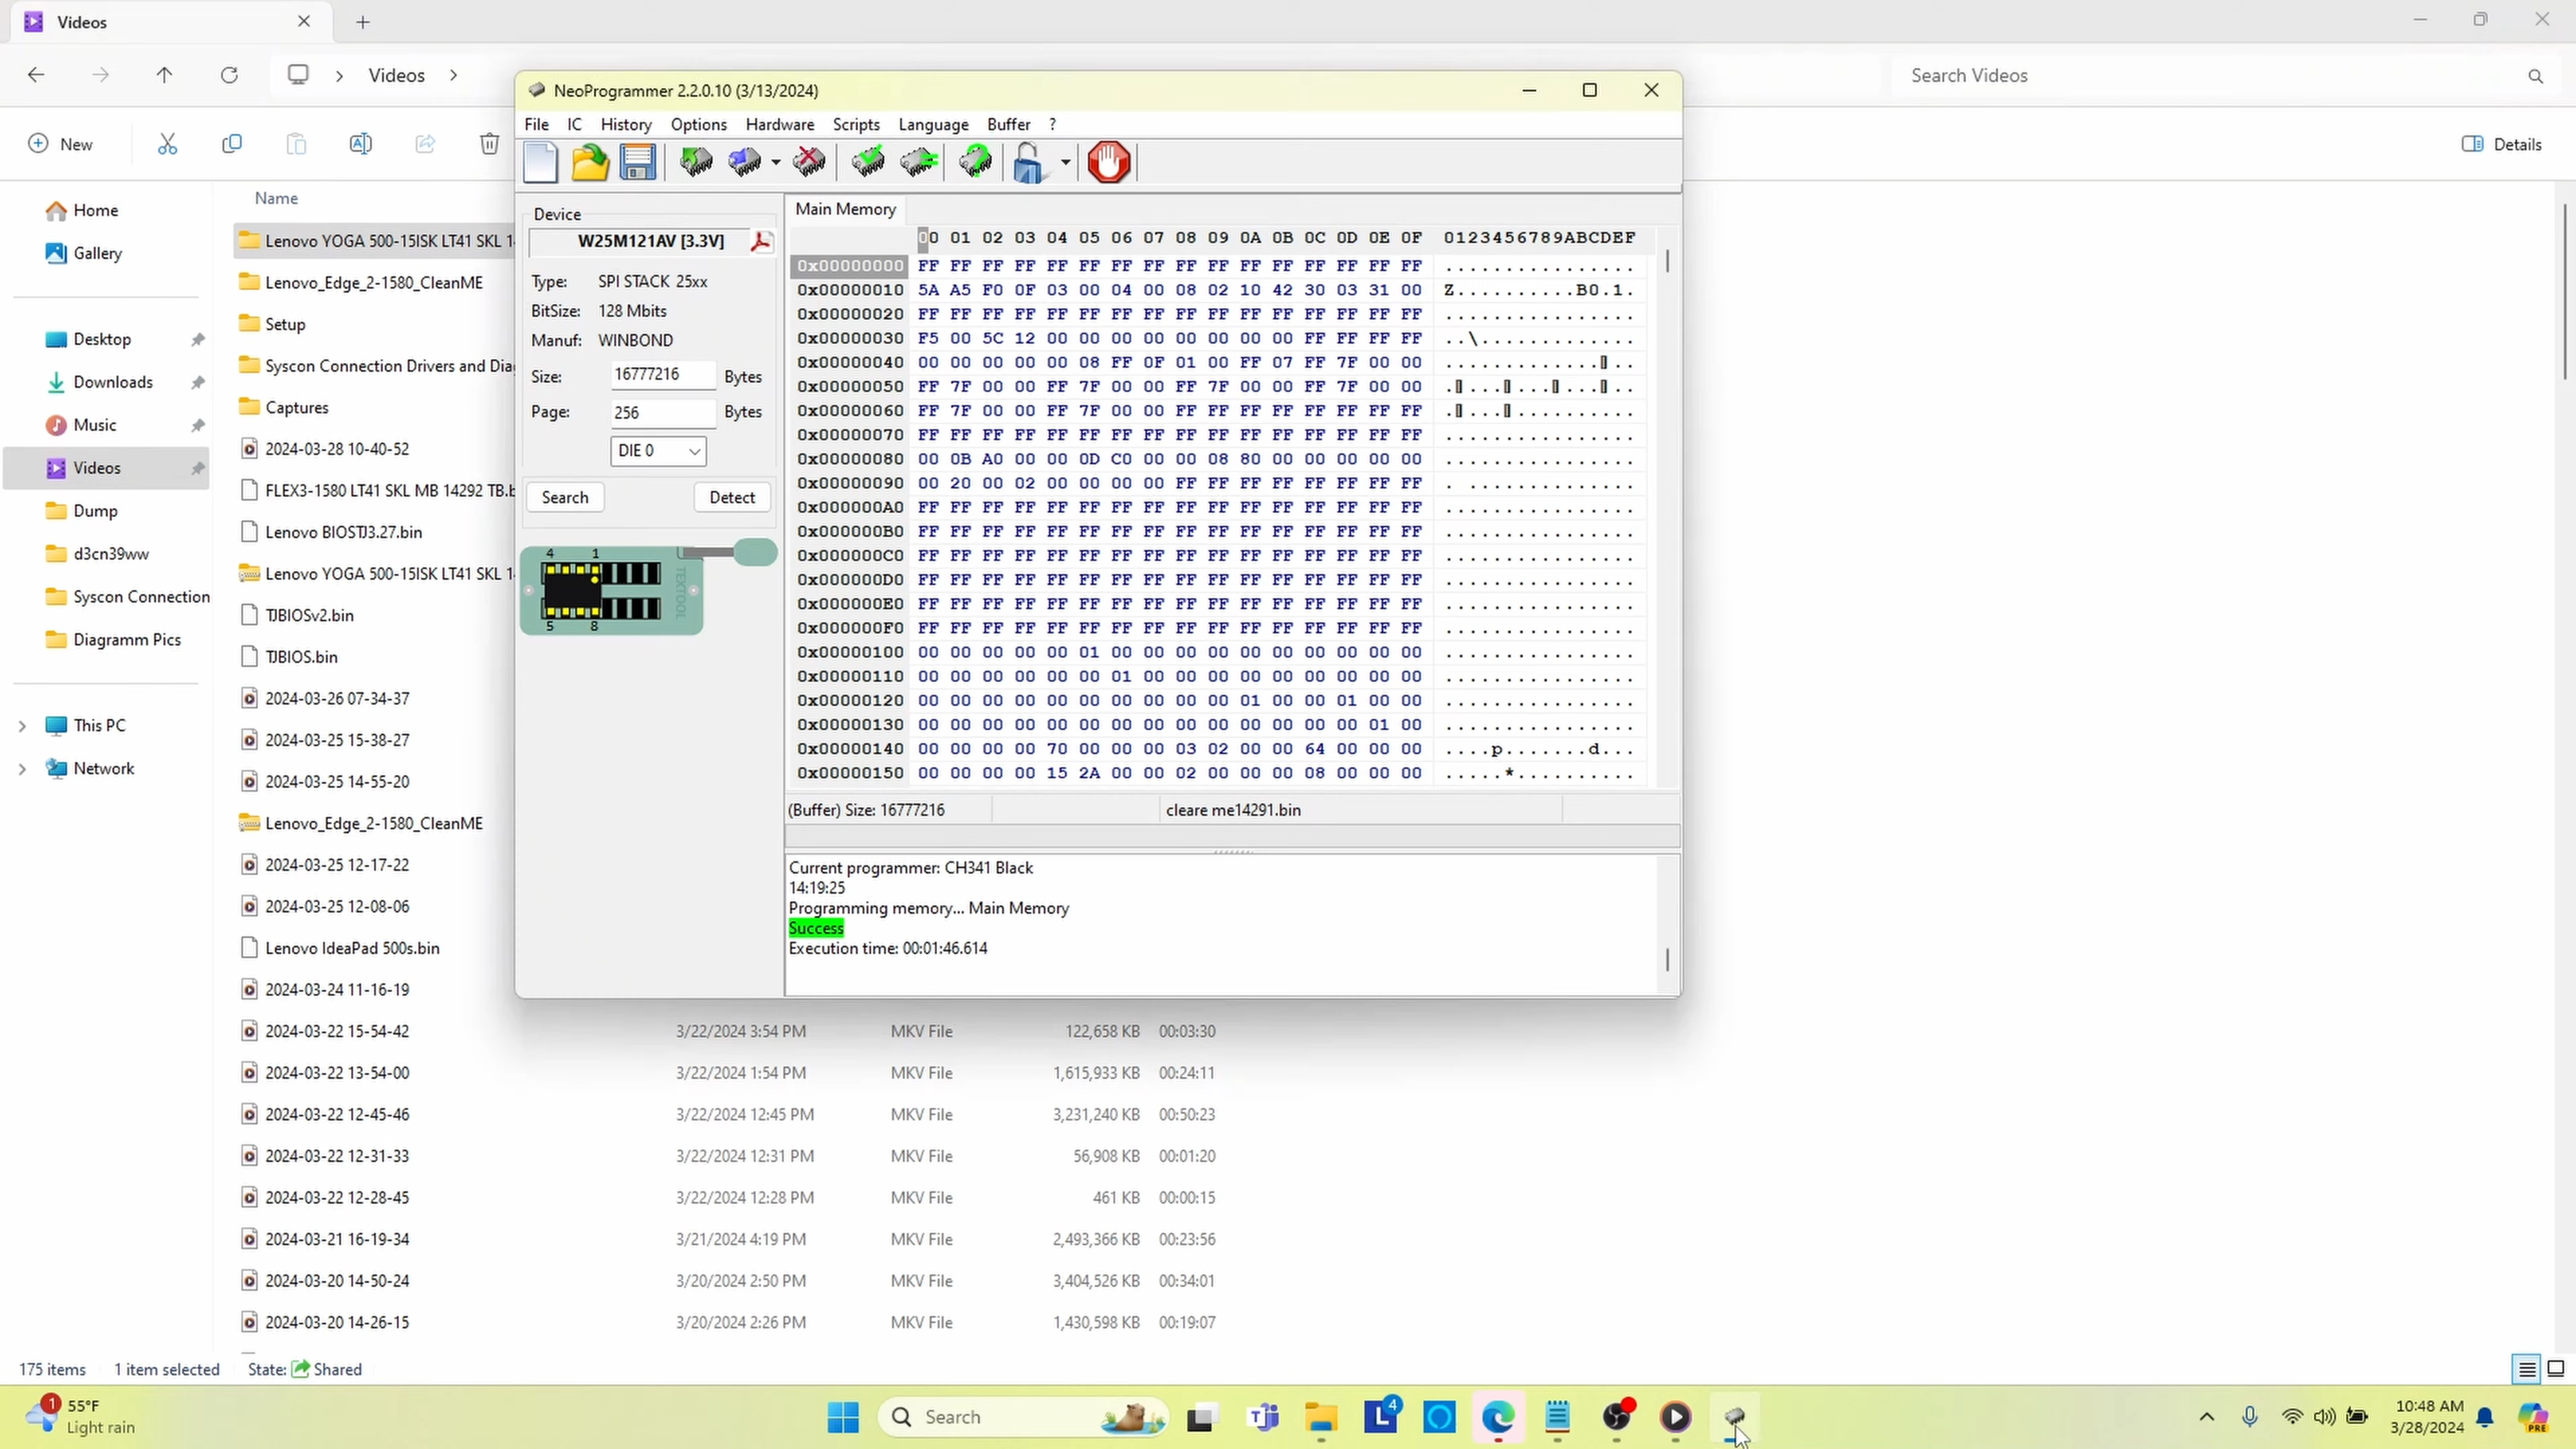 Videos
Videos
Search Videos
New
Details
Home
Gallery
Desktop
Downloads
Music
Videos
Dump
d3cn39ww
Syscon Connection
Diagramm Pics
This PC
Network
Name
Lenovo YOGA 500-15ISK LT41 SKL 1
Lenovo_Edge_2-1580_CleanME
Setup
Syscon Connection Drivers and Dia
Captures
2024-03-28 10-40-52
FLEX3-1580 LT41 SKL MB 14292 TB.b
Lenovo BIOSTJ3.27.bin
Lenovo YOGA 500-15ISK LT41 SKL 1
TJBIOSv2.bin
TJBIOS.bin
2024-03-26 07-34-37
2024-03-25 15-38-27
2024-03-25 14-55-20
Lenovo_Edge_2-1580_CleanME
2024-03-25 12-17-22
2024-03-25 12-08-06
Lenovo IdeaPad 500s.bin
2024-03-24 11-16-19
2024-03-22 15-54-42 3/22/2024 3:54 PM MKV File 122,658 KB 00:03:30
2024-03-22 13-54-00 3/22/2024 1:54 PM MKV File 1,615,933 KB 00:24:11
2024-03-22 12-45-46 3/22/2024 12:45 PM MKV File 3,231,240 KB 00:50:23
2024-03-22 12-31-33 3/22/2024 12:31 PM MKV File 56,908 KB 00:01:20
2024-03-22 12-28-45 3/22/2024 12:28 PM MKV File 461 KB 00:00:15
2024-03-21 16-19-34 3/21/2024 4:19 PM MKV File 2,493,366 KB 00:23:56
2024-03-20 14-50-24 3/20/2024 2:50 PM MKV File 3,404,526 KB 00:34:01
2024-03-20 14-26-15 3/20/2024 2:26 PM MKV File 1,430,598 KB 00:19:07
NeoProgrammer 2.2.0.10 (3/13/2024)
File IC History Options Hardware Scripts Language Buffer ?
Device
W25M121AV [3.3V]
Type: SPI STACK 25xx
BitSize: 128 Mbits
Manuf: WINBOND
Size: 16777216 Bytes
Page: 256 Bytes
DIE 0
Search Detect
4 1
TEXTOOL
5 8
Main Memory
00 01 02 03 04 05 06 07 08 09 0A 0B 0C 0D 0E 0F 0123456789ABCDEF
0x00000000 FF FF FF FF FF FF FF FF FF FF FF FF FF FF FF FF ................
0x00000010 5A A5 F0 0F 03 00 04 00 08 02 10 42 30 03 31 00 Z..........B0.1.
0x00000020 FF FF FF FF FF FF FF FF FF FF FF FF FF FF FF FF ................
0x00000030 F5 00 5C 12 00 00 00 00 00 00 00 00 FF FF FF FF ..\.............
0x00000040 00 00 00 00 00 08 FF 0F 01 00 FF 07 FF 7F 00 00 .............▯..
0x00000050 FF 7F 00 00 FF 7F 00 00 FF 7F 00 00 FF 7F 00 00 .▯...▯...▯...▯..
0x00000060 FF 7F 00 00 FF 7F 00 00 FF FF FF FF FF FF FF FF .▯...▯..........
0x00000070 FF FF FF FF FF FF FF FF FF FF FF FF FF FF FF FF ................
0x00000080 00 0B A0 00 00 0D C0 00 00 08 80 00 00 00 00 00 ................
0x00000090 00 20 00 02 00 00 00 00 FF FF FF FF FF FF FF FF . ..............
0x000000A0 FF FF FF FF FF FF FF FF FF FF FF FF FF FF FF FF ................
0x000000B0 FF FF FF FF FF FF FF FF FF FF FF FF FF FF FF FF ................
0x000000C0 FF FF FF FF FF FF FF FF FF FF FF FF FF FF FF FF ................
0x000000D0 FF FF FF FF FF FF FF FF FF FF FF FF FF FF FF FF ................
0x000000E0 FF FF FF FF FF FF FF FF FF FF FF FF FF FF FF FF ................
0x000000F0 FF FF FF FF FF FF FF FF FF FF FF FF FF FF FF FF ................
0x00000100 00 00 00 00 00 01 00 00 00 00 00 00 00 00 00 00 ................
0x00000110 00 00 00 00 00 00 01 00 00 00 00 00 00 00 00 00 ................
0x00000120 00 00 00 00 00 00 00 00 00 00 01 00 00 01 00 00 ................
0x00000130 00 00 00 00 00 00 00 00 00 00 00 00 00 00 01 00 ................
0x00000140 00 00 00 00 70 00 00 00 03 02 00 00 64 00 00 00 ....p.......d...
0x00000150 00 00 00 00 15 2A 00 00 02 00 00 00 08 00 00 00 .....*..........
(Buffer) Size: 16777216 cleare me14291.bin
Current programmer: CH341 Black
14:19:25
Programming memory... Main Memory
Success
Execution time: 00:01:46.614
175 items 1 item selected State: Shared
1
55°F
Light rain
Search
4
L
PRE
10:48 AM
3/28/2024